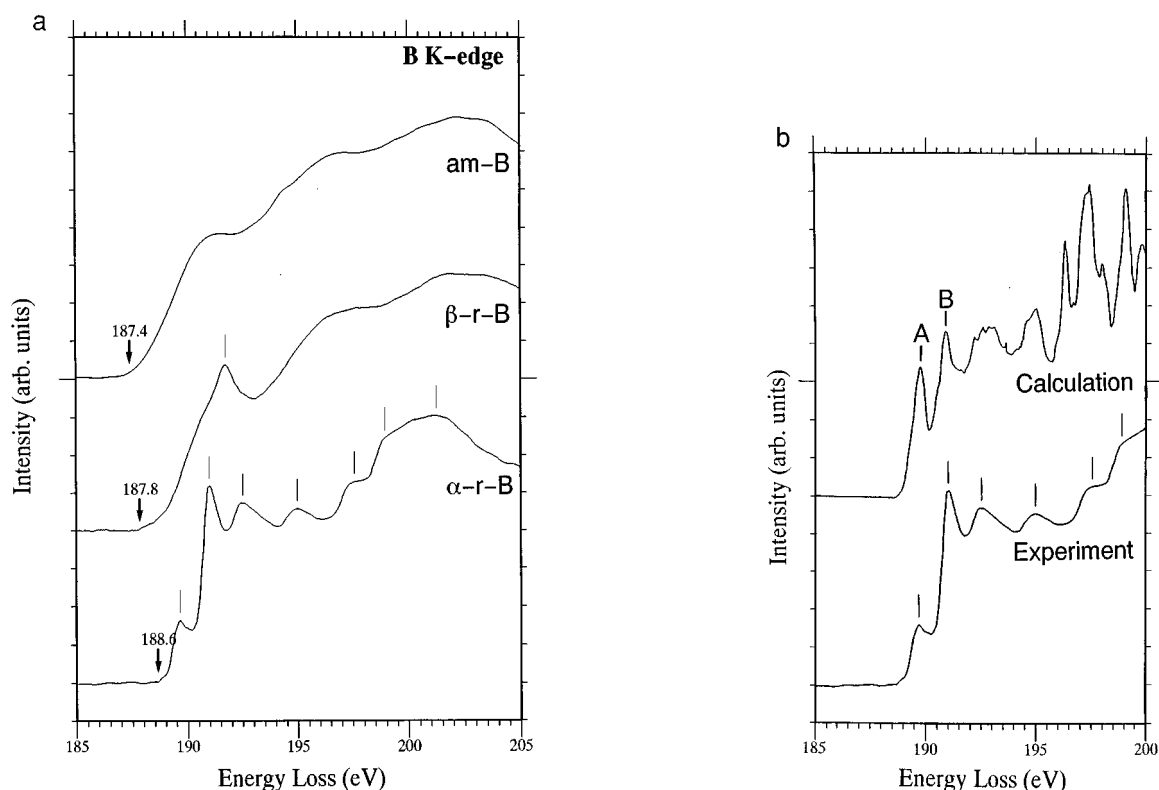 a
B K-edge
am-B
β-r-B
α-r-B
187.4
187.8
188.6
Intensity (arb. units)
185 190 195 200 205
Energy Loss (eV)
b
A
B
Calculation
Experiment
Intensity (arb. units)
185 190 195 200
Energy Loss (eV)